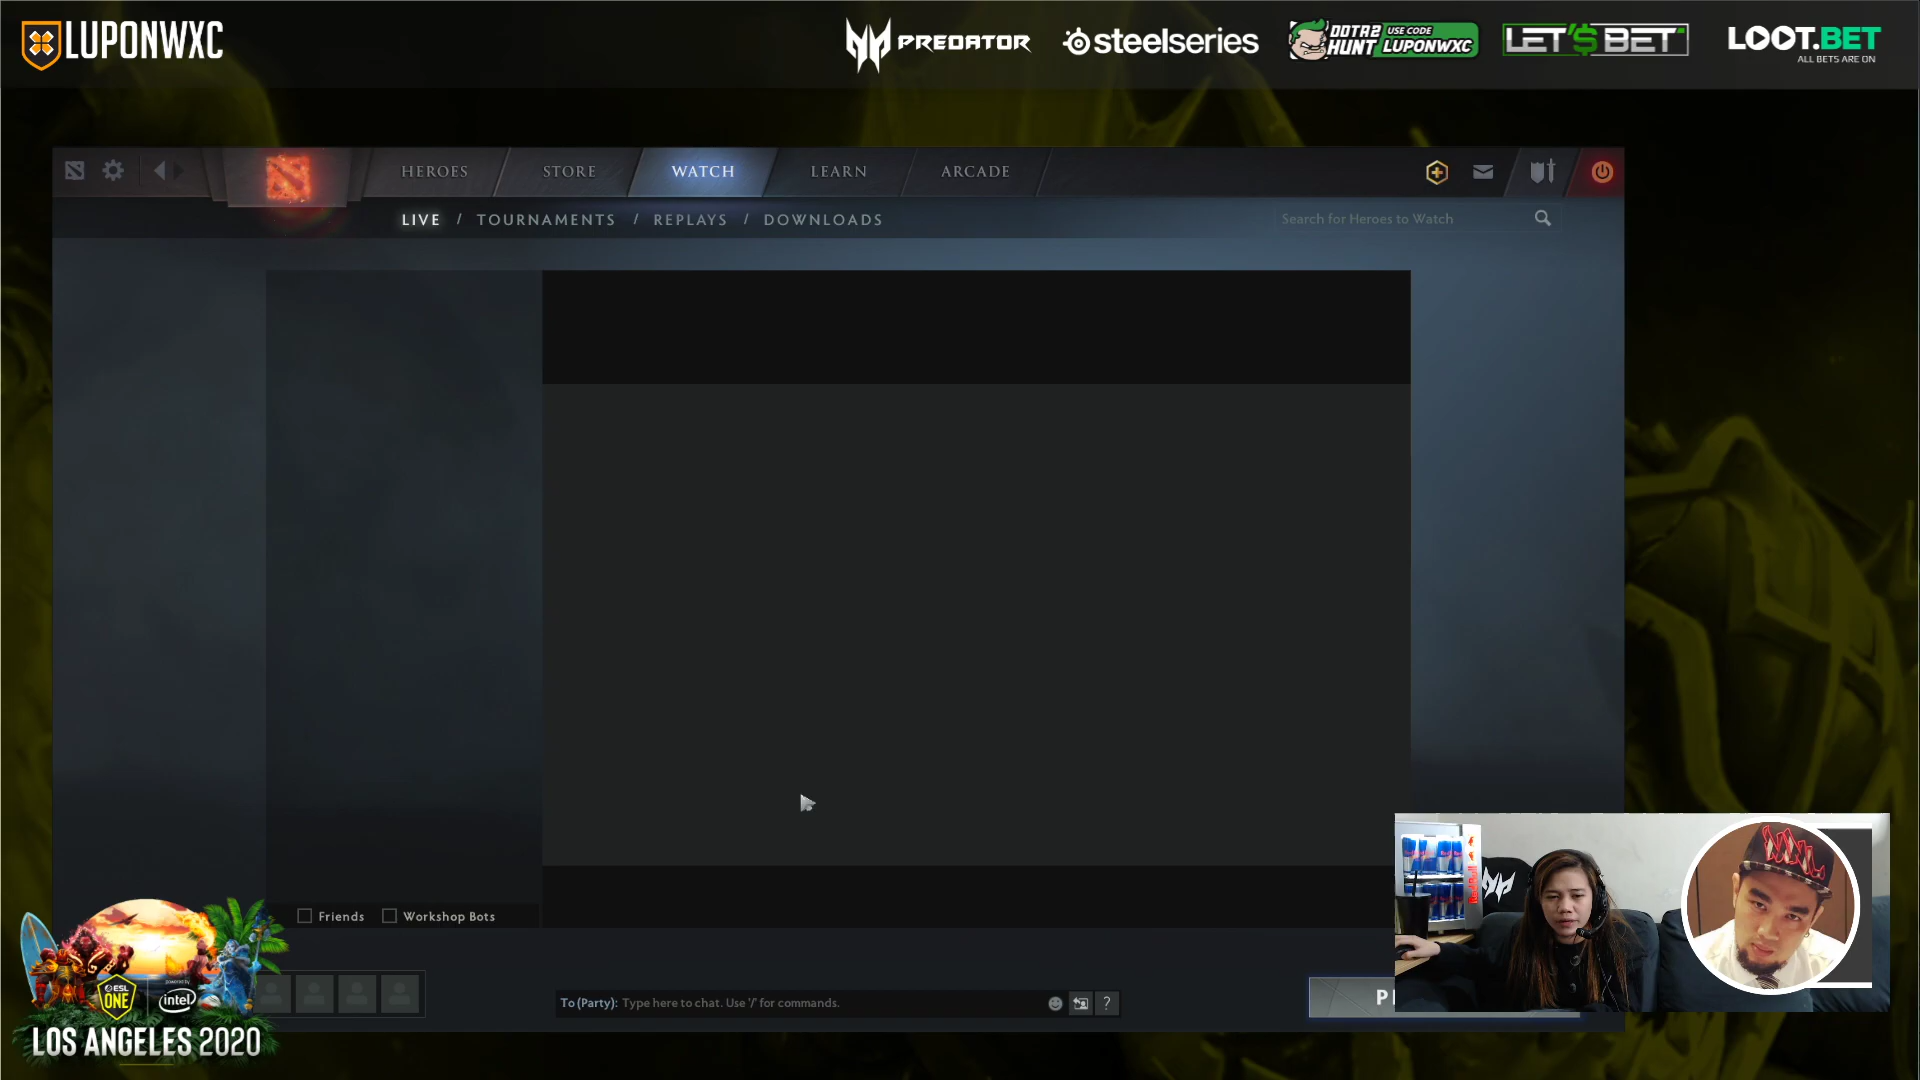 LUPONWXC
PREDATOR
steelseries
DOTA2 HUNT
USE CODE
LUPONWXC
LET'$ BET
LOOT.BET
ALL BETS ARE ON
HEROES
STORE
WATCH
LEARN
ARCADE
LIVE / TOURNAMENTS / REPLAYS / DOWNLOADS
Search for Heroes to Watch
Friends
Workshop Bots
To (Party): Type here to chat. Use '/' for commands.
?
ESL ONE
powered by
intel
LOS ANGELES 2020